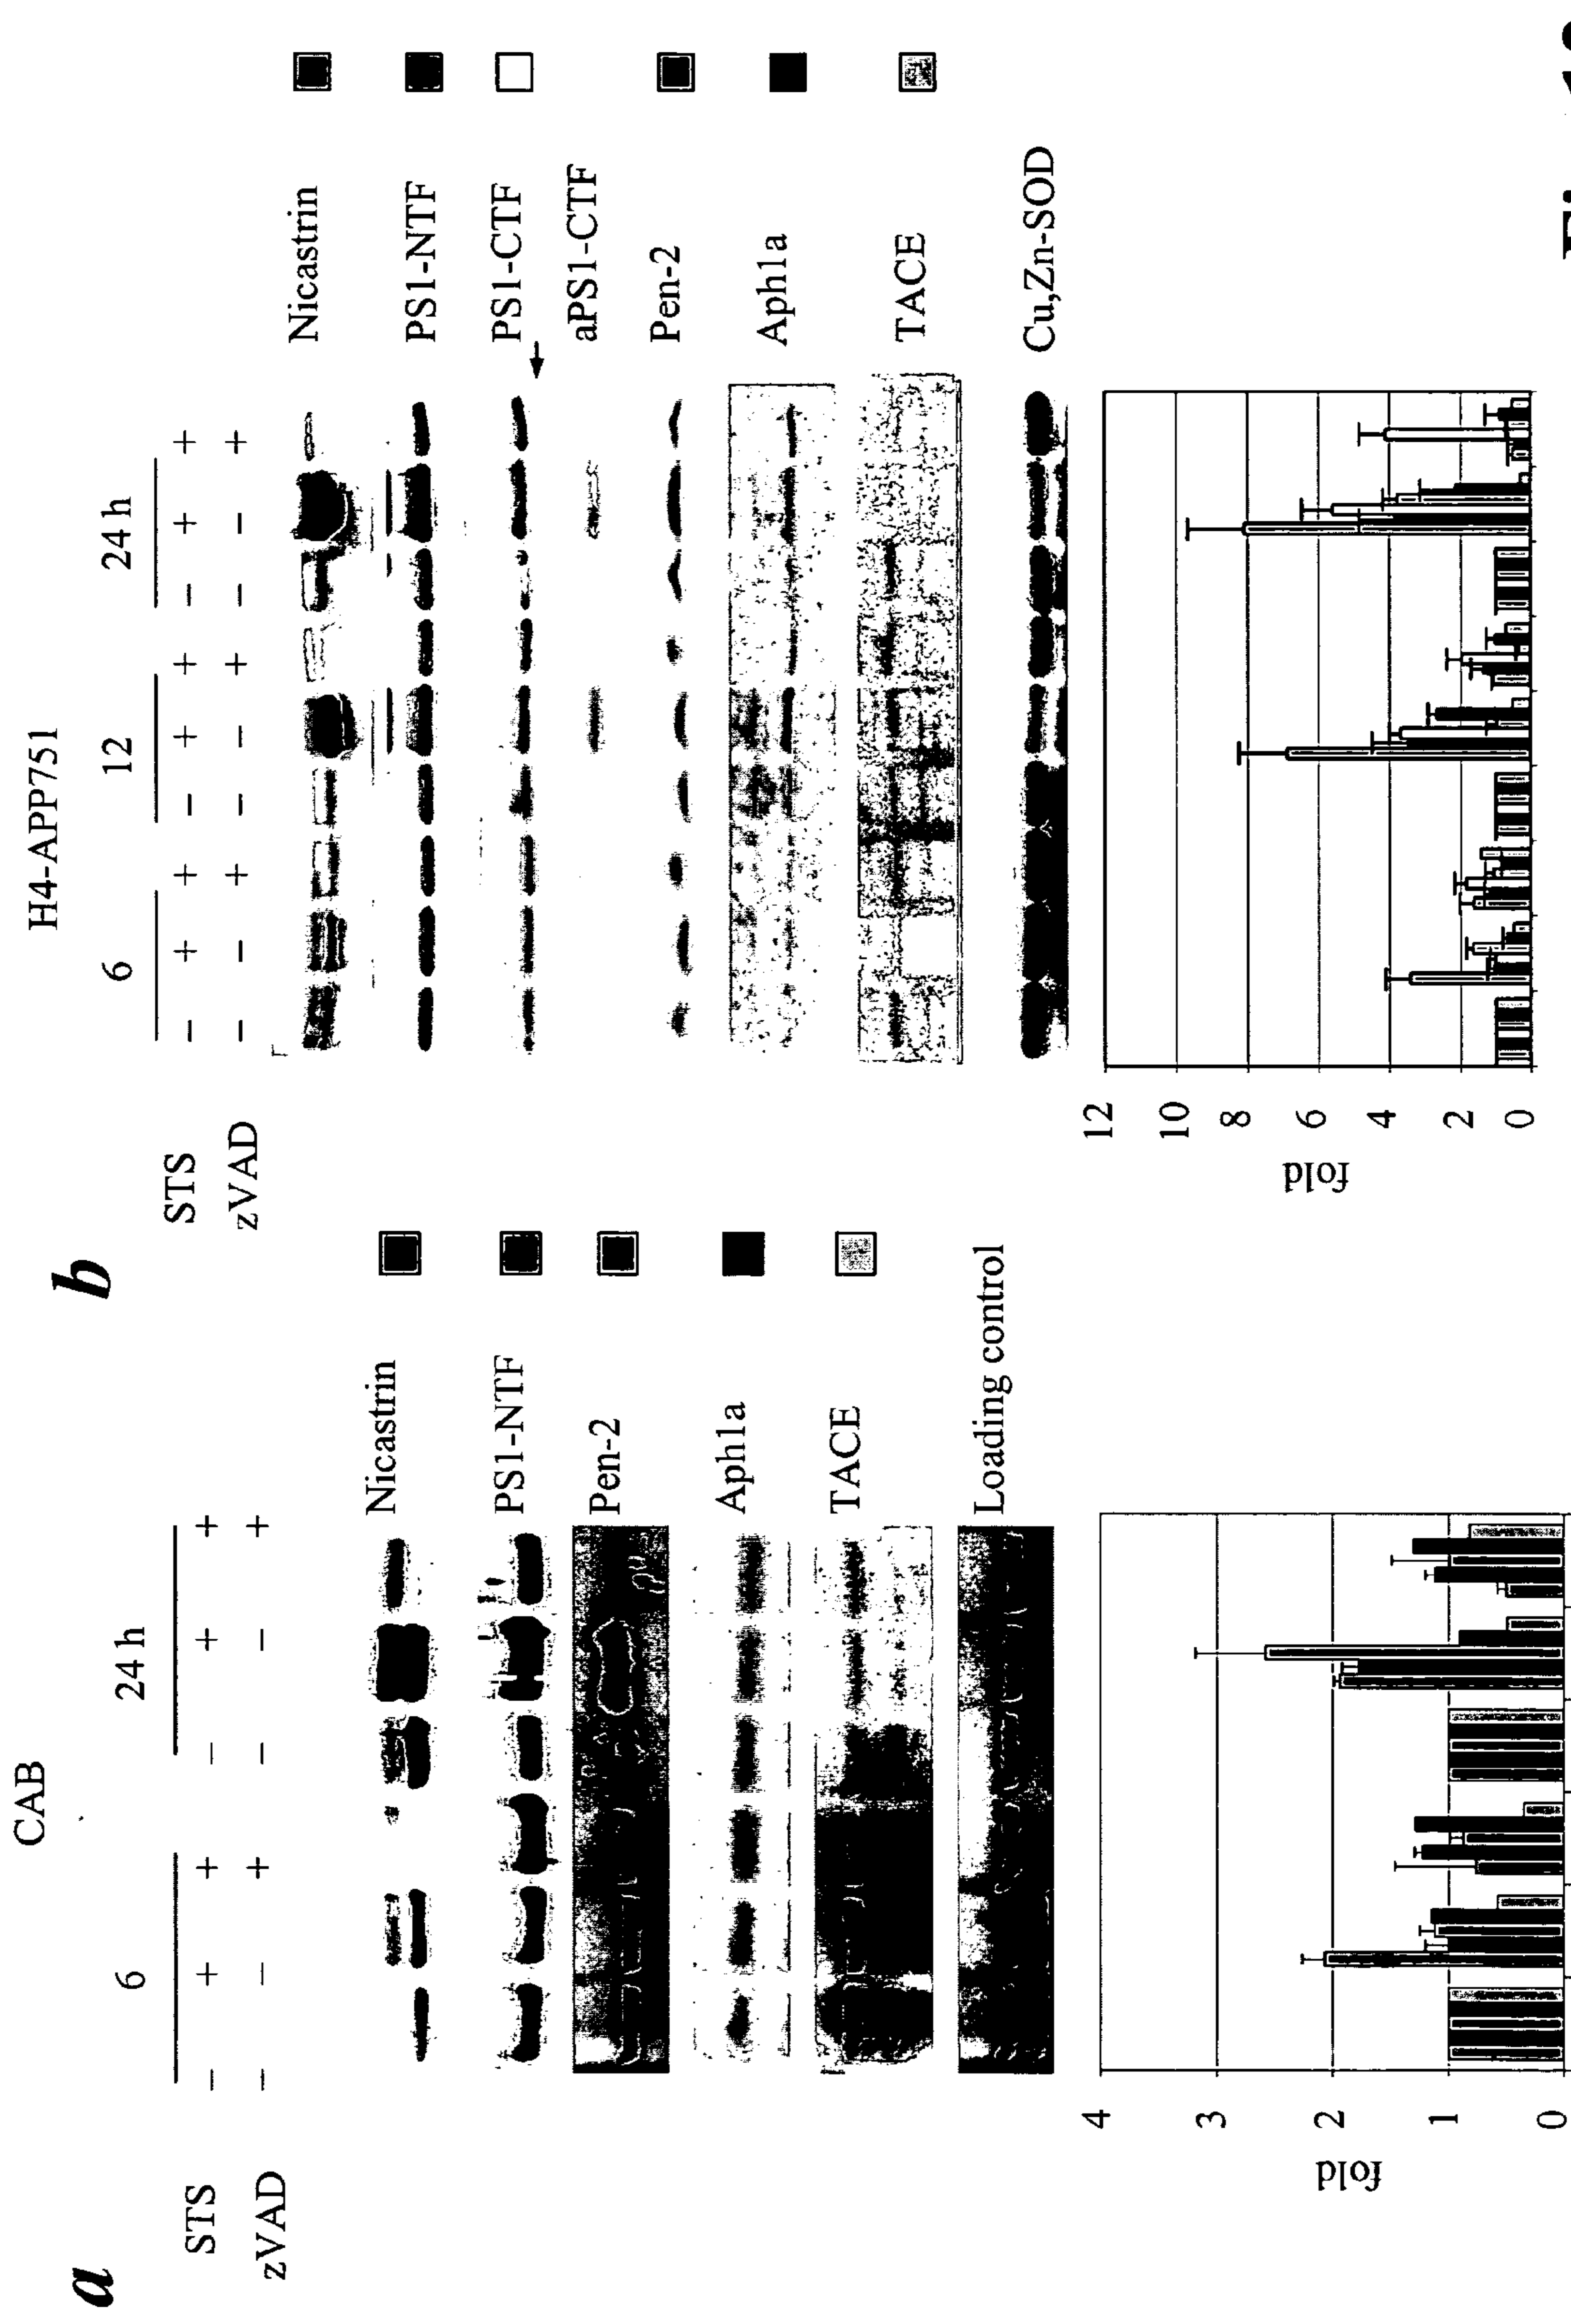 a
CAB
6 24 h
STS − + + − + +
zVAD − − + − − +
Nicastrin
PS1-NTF
Pen-2
Aph1a
TACE
Loading control
fold
4
3
2
1
0
b
H4-APP751
6 12 24 h
STS − + + − + + − + +
zVAD − − + − − + − − +
Nicastrin
PS1-NTF
PS1-CTF
aPS1-CTF
Pen-2
Aph1a
TACE
Cu,Zn-SOD
fold
12
10
8
6
4
2
0